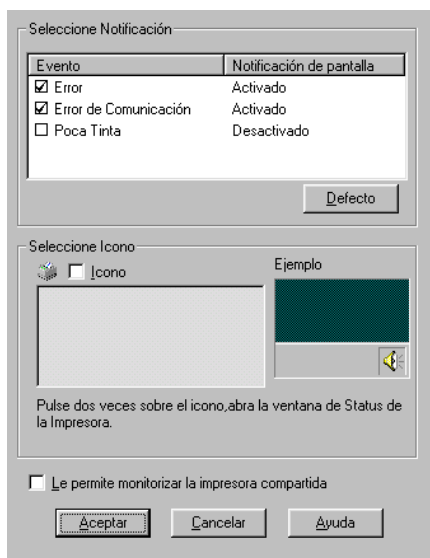 Seleccione Notificación
Evento Notificación de pantalla
Error Activado
Error de Comunicación Activado
Poca Tinta Desactivado
Defecto
Seleccione Icono
Icono Ejemplo
Pulse dos veces sobre el icono,abra la ventana de Status de
la Impresora.
Le permite monitorizar la impresora compartida
Aceptar Cancelar Ayuda